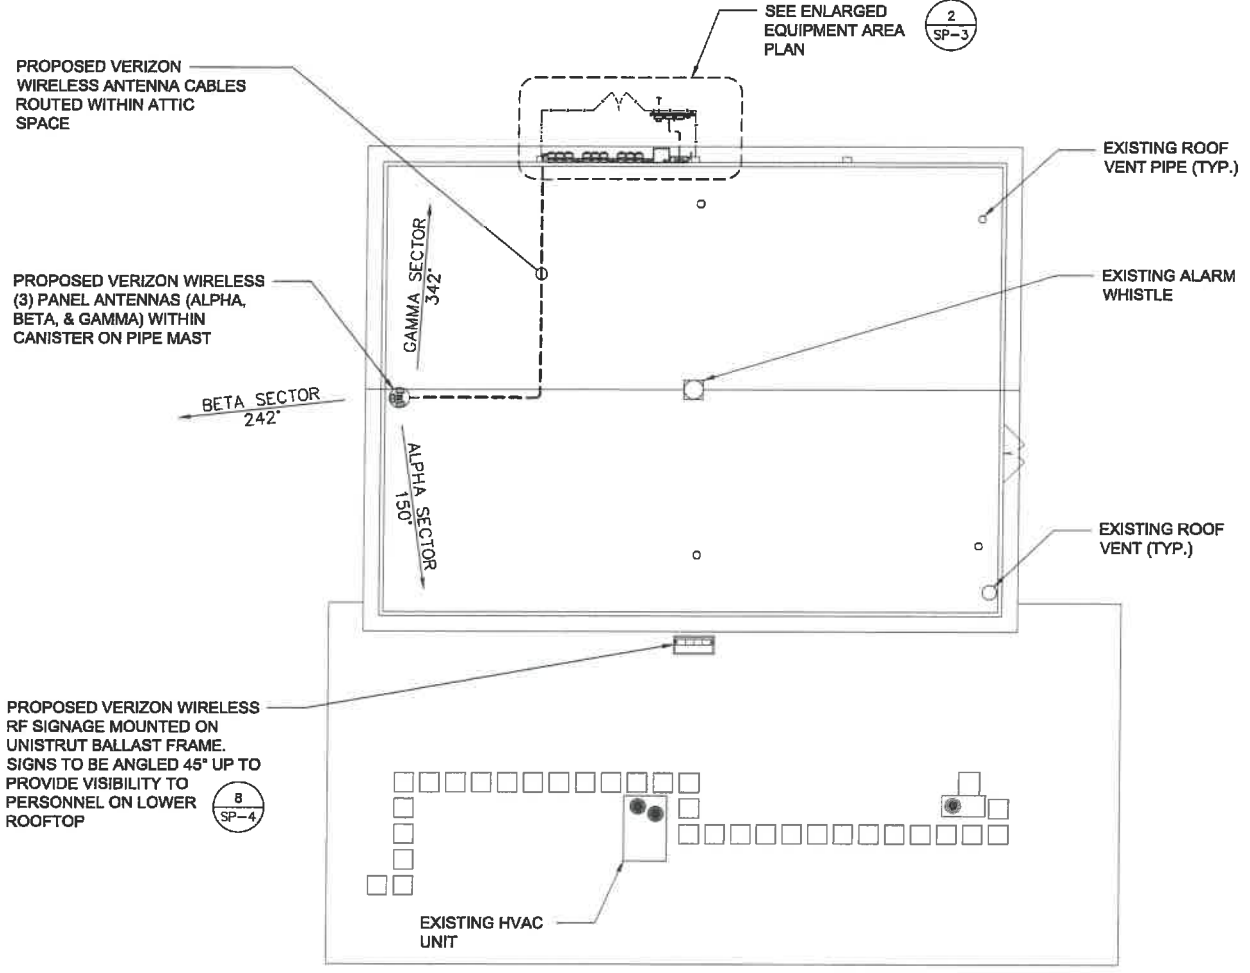 SEE ENLARGED
EQUIPMENT AREA
PLAN
2
SP-3
PROPOSED VERIZON
WIRELESS ANTENNA CABLES
ROUTED WITHIN ATTIC
SPACE
EXISTING ROOF
VENT PIPE (TYP.)
GAMMA SECTOR
342°
PROPOSED VERIZON WIRELESS
(3) PANEL ANTENNAS (ALPHA,
BETA, & GAMMA) WITHIN
CANISTER ON PIPE MAST
EXISTING ALARM
WHISTLE
BETA SECTOR
242°
ALPHA SECTOR
150°
EXISTING ROOF
VENT (TYP.)
PROPOSED VERIZON WIRELESS
RF SIGNAGE MOUNTED ON
UNISTRUT BALLAST FRAME.
SIGNS TO BE ANGLED 45° UP TO
PROVIDE VISIBILITY TO
PERSONNEL ON LOWER
ROOFTOP
8
SP-4
EXISTING HVAC
UNIT